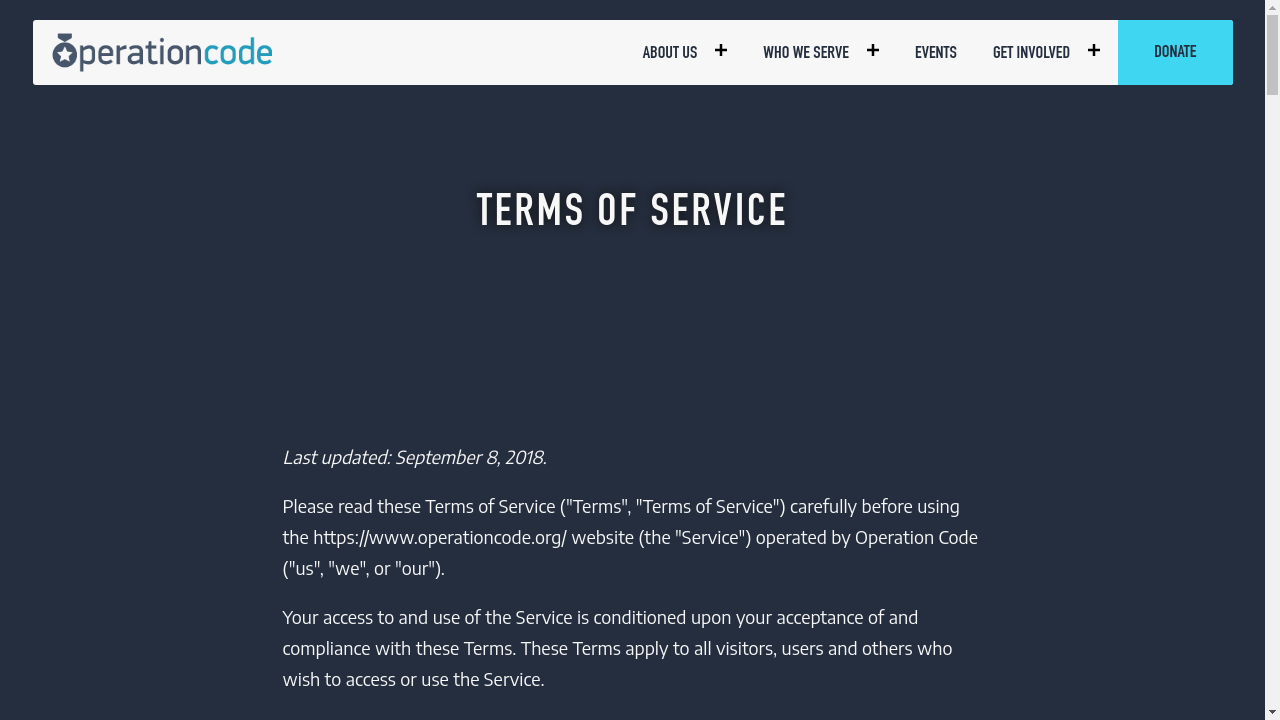 operationcode
ABOUT US
WHO WE SERVE
EVENTS
GET INVOLVED
DONATE
TERMS OF SERVICE
Last updated: September 8, 2018.
Please read these Terms of Service ("Terms", "Terms of Service") carefully before using
the https://www.operationcode.org/ website (the "Service") operated by Operation Code
("us", "we", or "our").
Your access to and use of the Service is conditioned upon your acceptance of and
compliance with these Terms. These Terms apply to all visitors, users and others who
wish to access or use the Service.